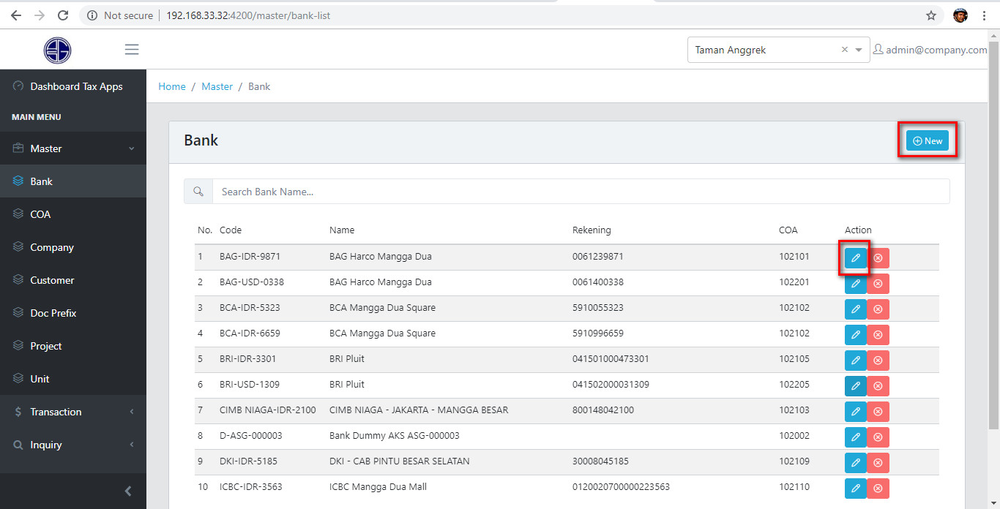 Not secure 192.168.33.32:4200/master/bank-list
Taman Anggrek admin@company.com
Dashboard Tax Apps
MAIN MENU
Master
Bank
COA
Company
Customer
Doc Prefix
Project
Unit
Transaction
Inquiry
Home / Master / Bank
Bank
New
Search Bank Name...
No. Code Name Rekening COA Action
1 BAG-IDR-9871 BAG Harco Mangga Dua 0061239871 102101
2 BAG-USD-0338 BAG Harco Mangga Dua 0061400338 102201
3 BCA-IDR-5323 BCA Mangga Dua Square 5910055323 102102
4 BCA-IDR-6659 BCA Mangga Dua Square 5910996659 102102
5 BRI-IDR-3301 BRI Pluit 041501000473301 102105
6 BRI-USD-1309 BRI Pluit 041502000031309 102205
7 CIMB NIAGA-IDR-2100 CIMB NIAGA - JAKARTA - MANGGA BESAR 800148042100 102103
8 D-ASG-000003 Bank Dummy AKS ASG-000003 102002
9 DKI-IDR-5185 DKI - CAB PINTU BESAR SELATAN 30008045185 102109
10 ICBC-IDR-3563 ICBC Mangga Dua Mall 0120020700000223563 102110